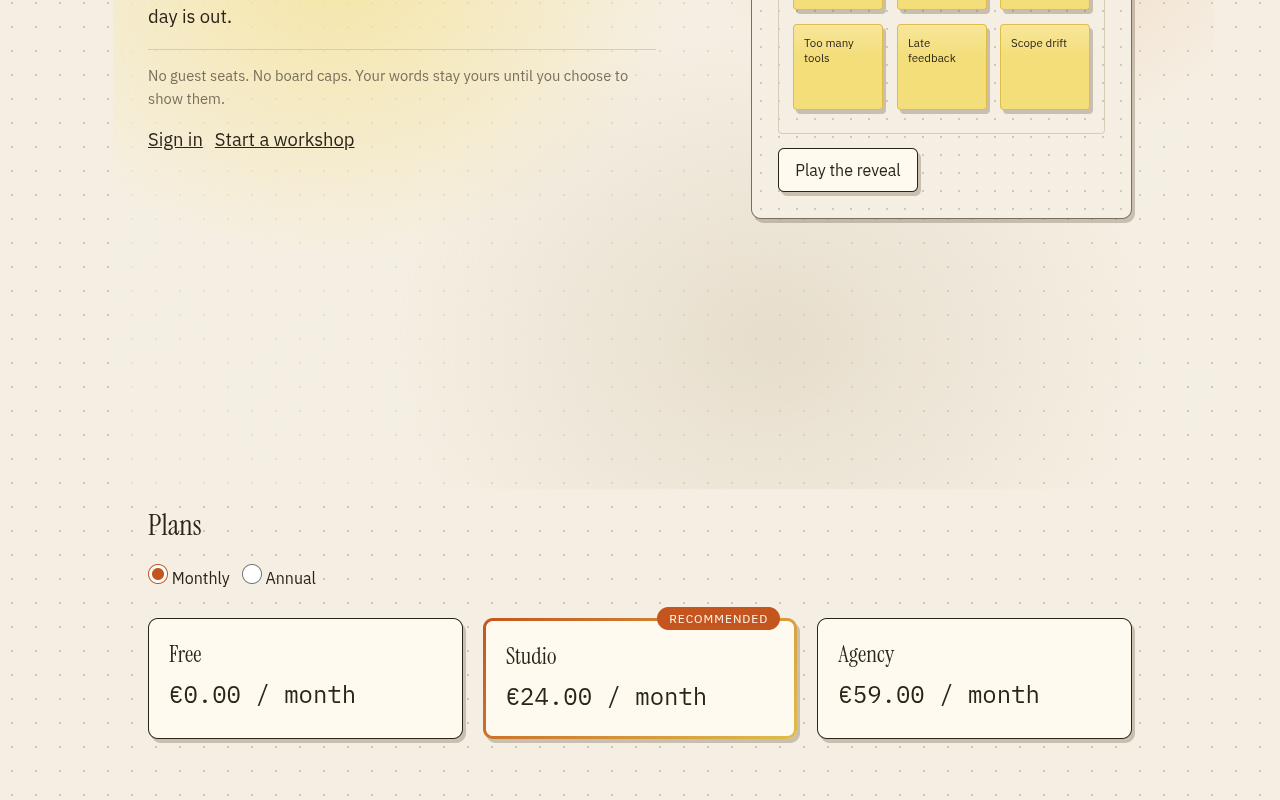 day is out.
No guest seats. No board caps. Your words stay yours until you choose to
show them.
Sign in Start a workshop
Too many
tools
Late
feedback
Scope drift
Play the reveal
Plans
Monthly Annual
Free
€0.00 / month
RECOMMENDED
Studio
€24.00 / month
Agency
€59.00 / month